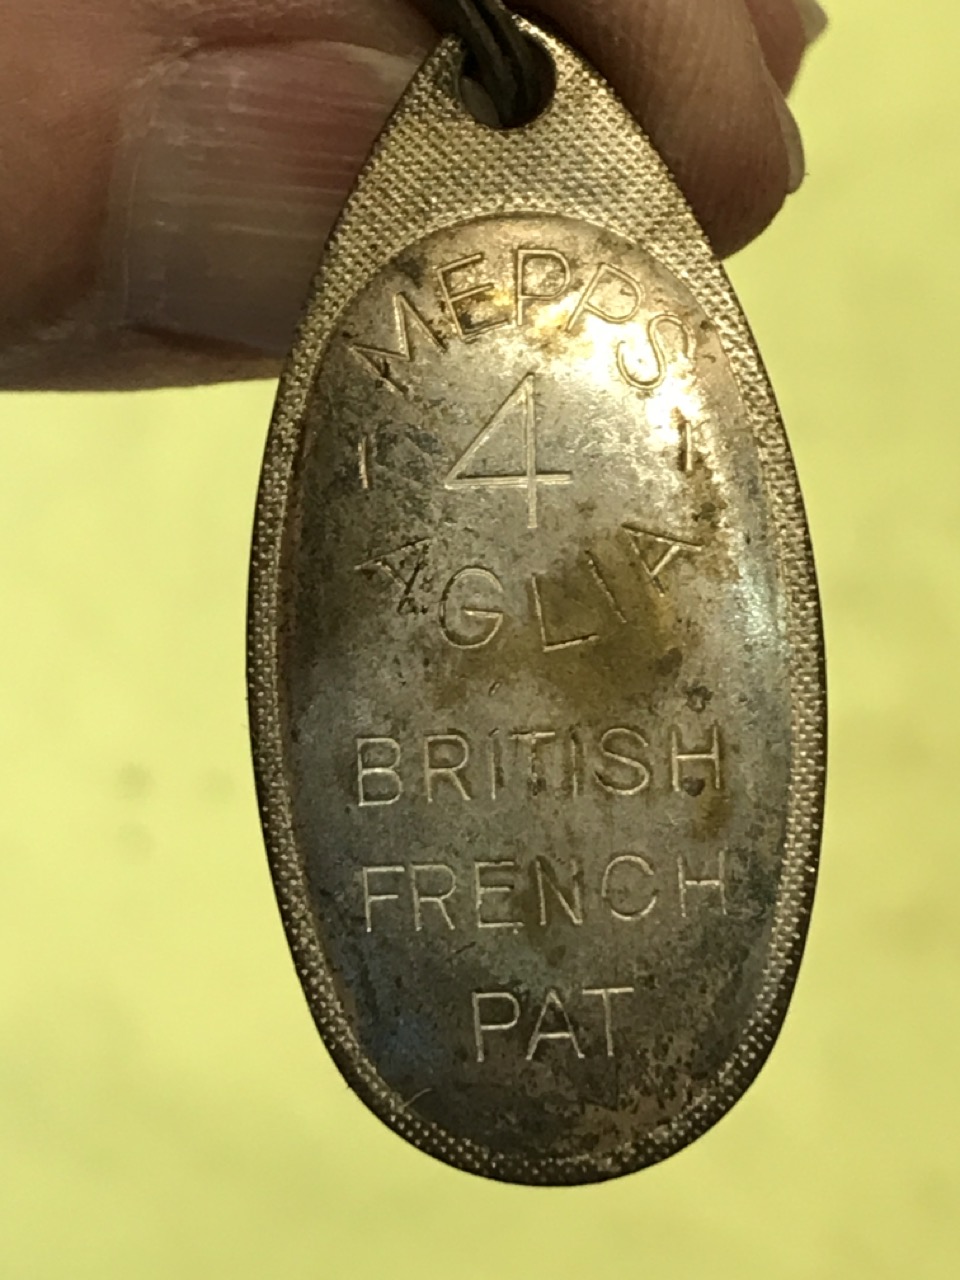 MEPPS
- 4 -
AGLIA
BRITISH
FRENCH
PAT